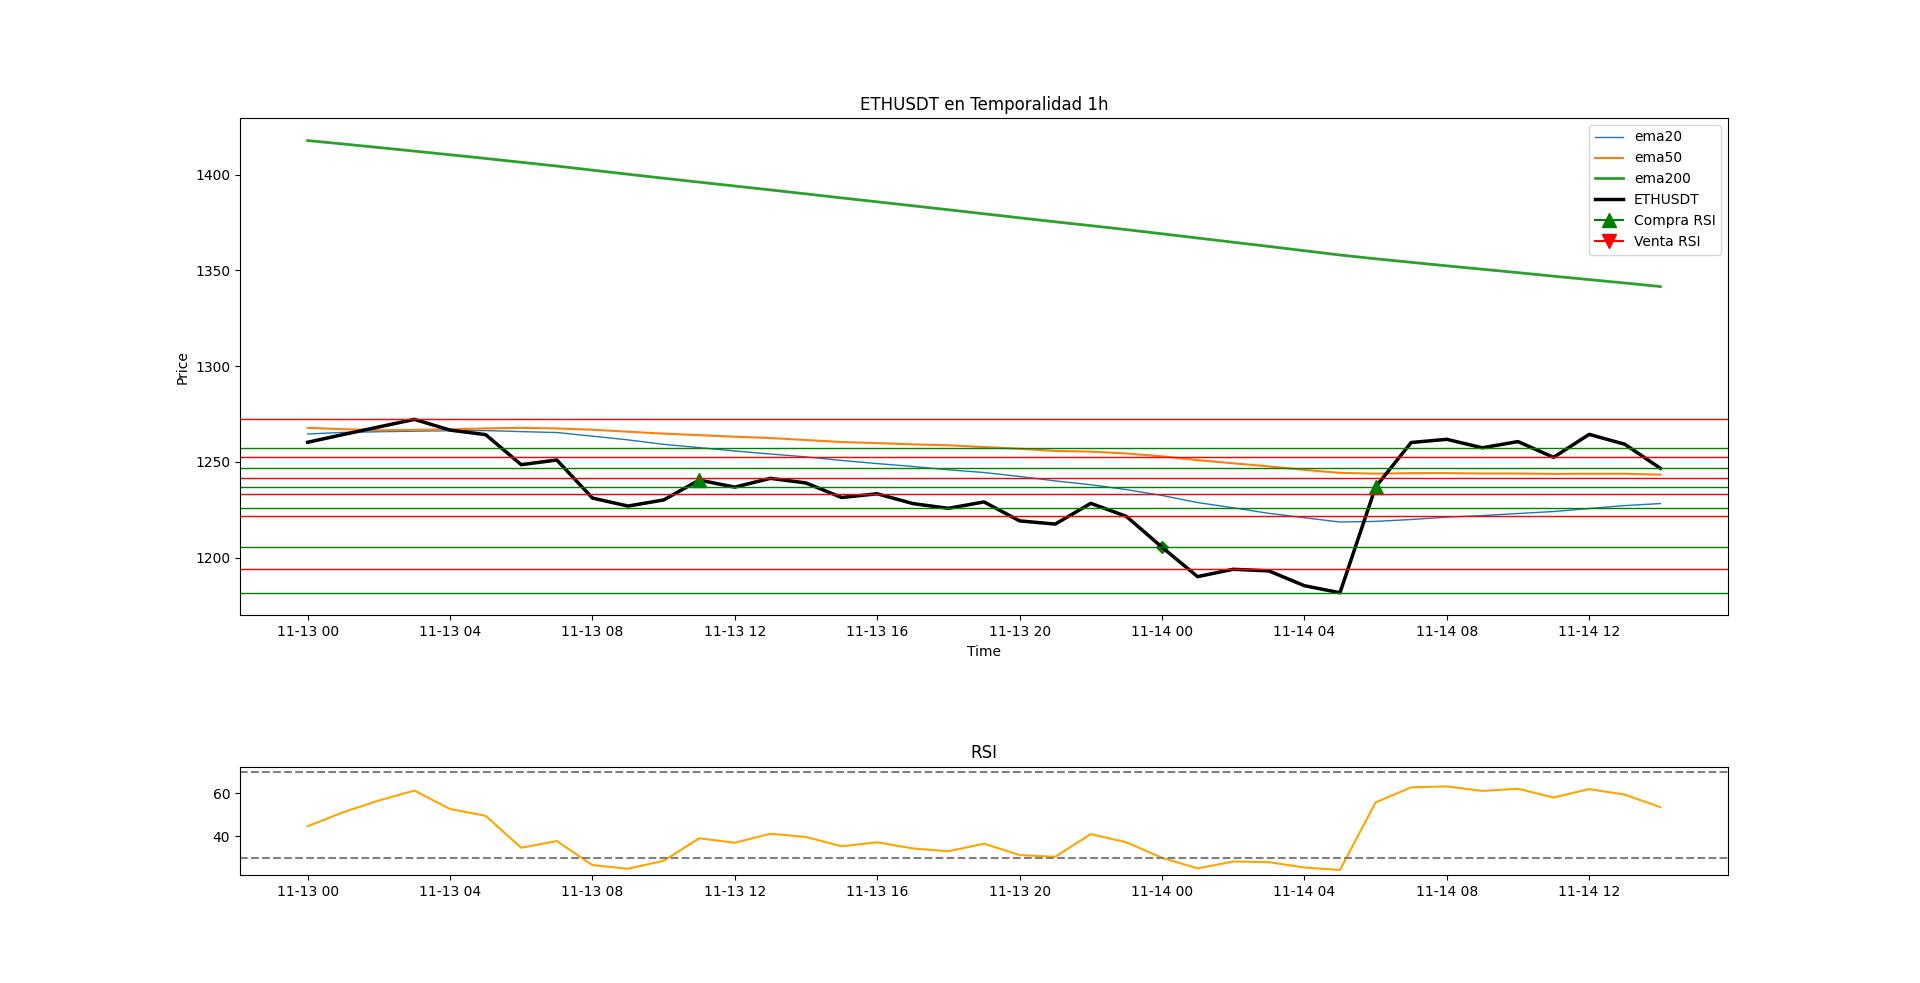 ETHUSDT en Temporalidad 1h
ema20
ema50
ema200
ETHUSDT
Compra RSI
Venta RSI
Price
1400
1350
1300
1250
1200
11-13 00 11-13 04 11-13 08 11-13 12 11-13 16 11-13 20 11-14 00 11-14 04 11-14 08 11-14 12
Time
RSI
60
40
11-13 00 11-13 04 11-13 08 11-13 12 11-13 16 11-13 20 11-14 00 11-14 04 11-14 08 11-14 12